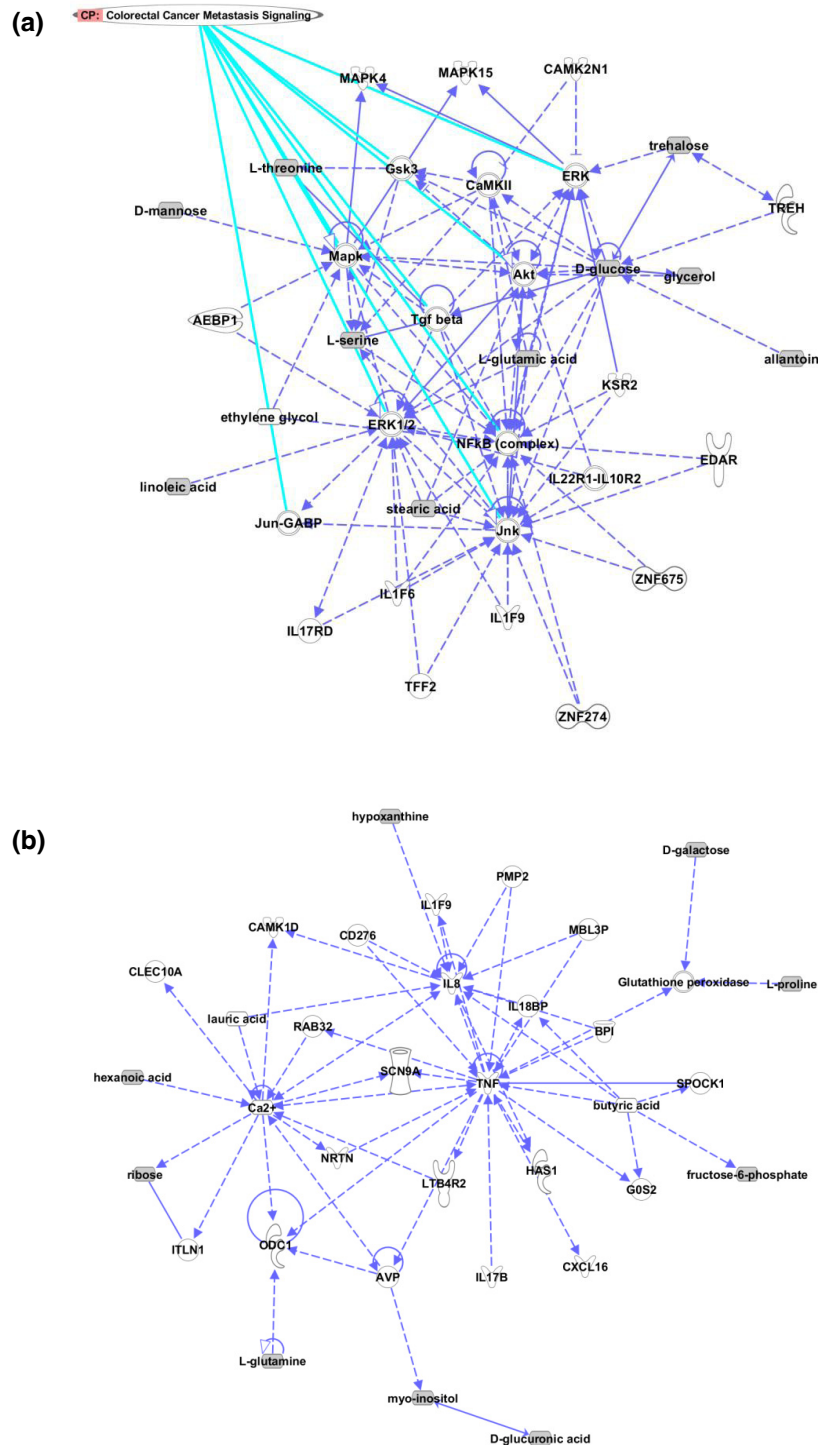 (a)
CP: Colorectal Cancer Metastasis Signaling
MAPK4
MAPK15
CAMK2N1
trehalose
L-threonine
Gsk3
CaMKII
ERK
D-mannose
TREH
Mapk
Akt
D-glucose
glycerol
AEBP1
Tgf beta
L-serine
L-glutamic acid
allantoin
KSR2
ethylene glycol
ERK1/2
NFkB (complex)
EDAR
IL22R1-IL10R2
linoleic acid
stearic acid
Jun-GABP
Jnk
ZNF675
IL1F6
IL1F9
IL17RD
TFF2
ZNF274
(b)
hypoxanthine
D-galactose
PMP2
IL1F9
CAMK1D
CD276
MBL3P
CLEC10A
IL8
Glutathione peroxidase
L-proline
lauric acid
IL18BP
RAB32
BPI
SCN9A
hexanoic acid
TNF
SPOCK1
Ca2+
butyric acid
NRTN
ribose
LTB4R2
HAS1
fructose-6-phosphate
G0S2
ITLN1
ODC1
AVP
IL17B
CXCL16
L-glutamine
myo-inositol
D-glucuronic acid